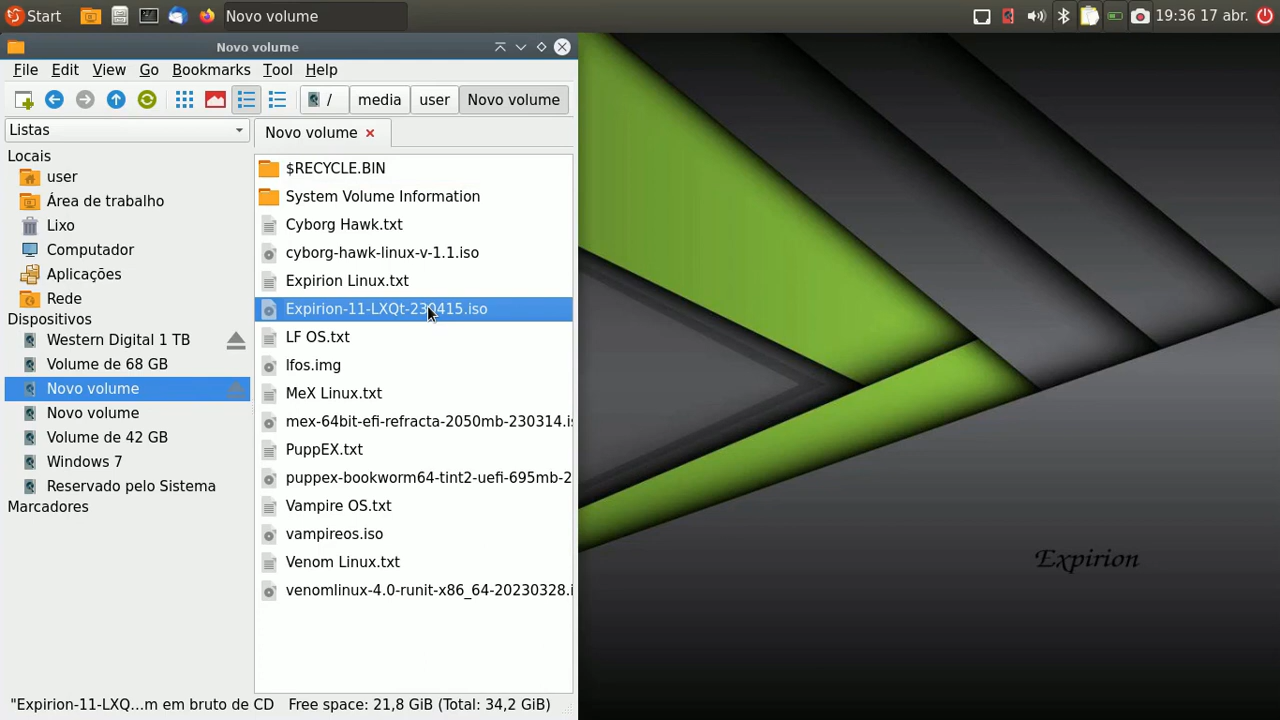 Start
Novo volume
19:36 17 abr.
Novo volume
File Edit View Go Bookmarks Tool Help
/ media user Novo volume
Listas
Novo volume
Locais
user
Área de trabalho
Lixo
Computador
Aplicações
Rede
Dispositivos
Western Digital 1 TB
Volume de 68 GB
Novo volume
Novo volume
Volume de 42 GB
Windows 7
Reservado pelo Sistema
Marcadores
$RECYCLE.BIN
System Volume Information
Cyborg Hawk.txt
cyborg-hawk-linux-v-1.1.iso
Expirion Linux.txt
Expirion-11-LXQt-230415.iso
LF OS.txt
lfos.img
MeX Linux.txt
mex-64bit-efi-refracta-2050mb-230314.is
PuppEX.txt
puppex-bookworm64-tint2-uefi-695mb-2
Vampire OS.txt
vampireos.iso
Venom Linux.txt
venomlinux-4.0-runit-x86_64-20230328.i
Expirion
"Expirion-11-LXQ...m em bruto de CD
Free space: 21,8 GiB (Total: 34,2 GiB)